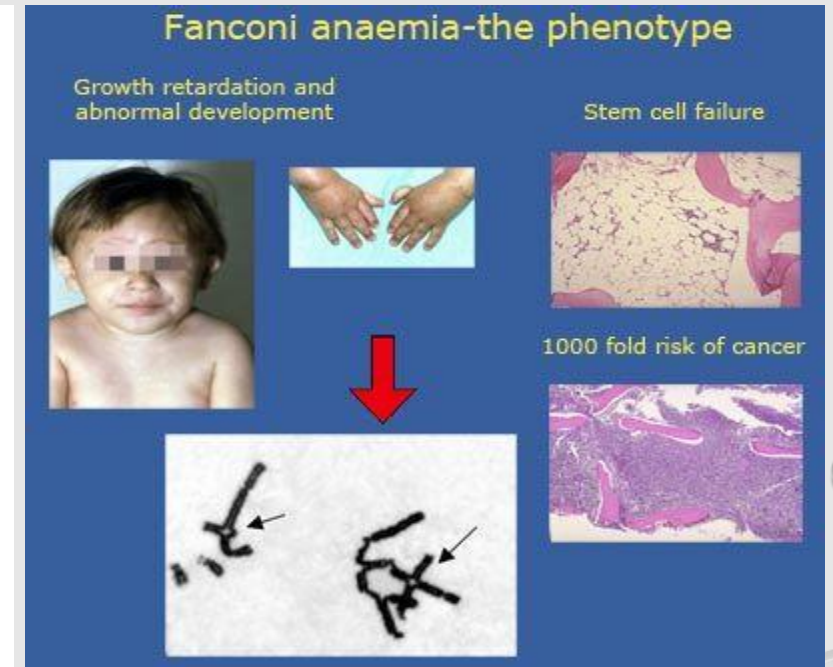 Fanconi anaemia-the phenotype
Growth retardation and
abnormal development
Stem cell failure
1000 fold risk of cancer